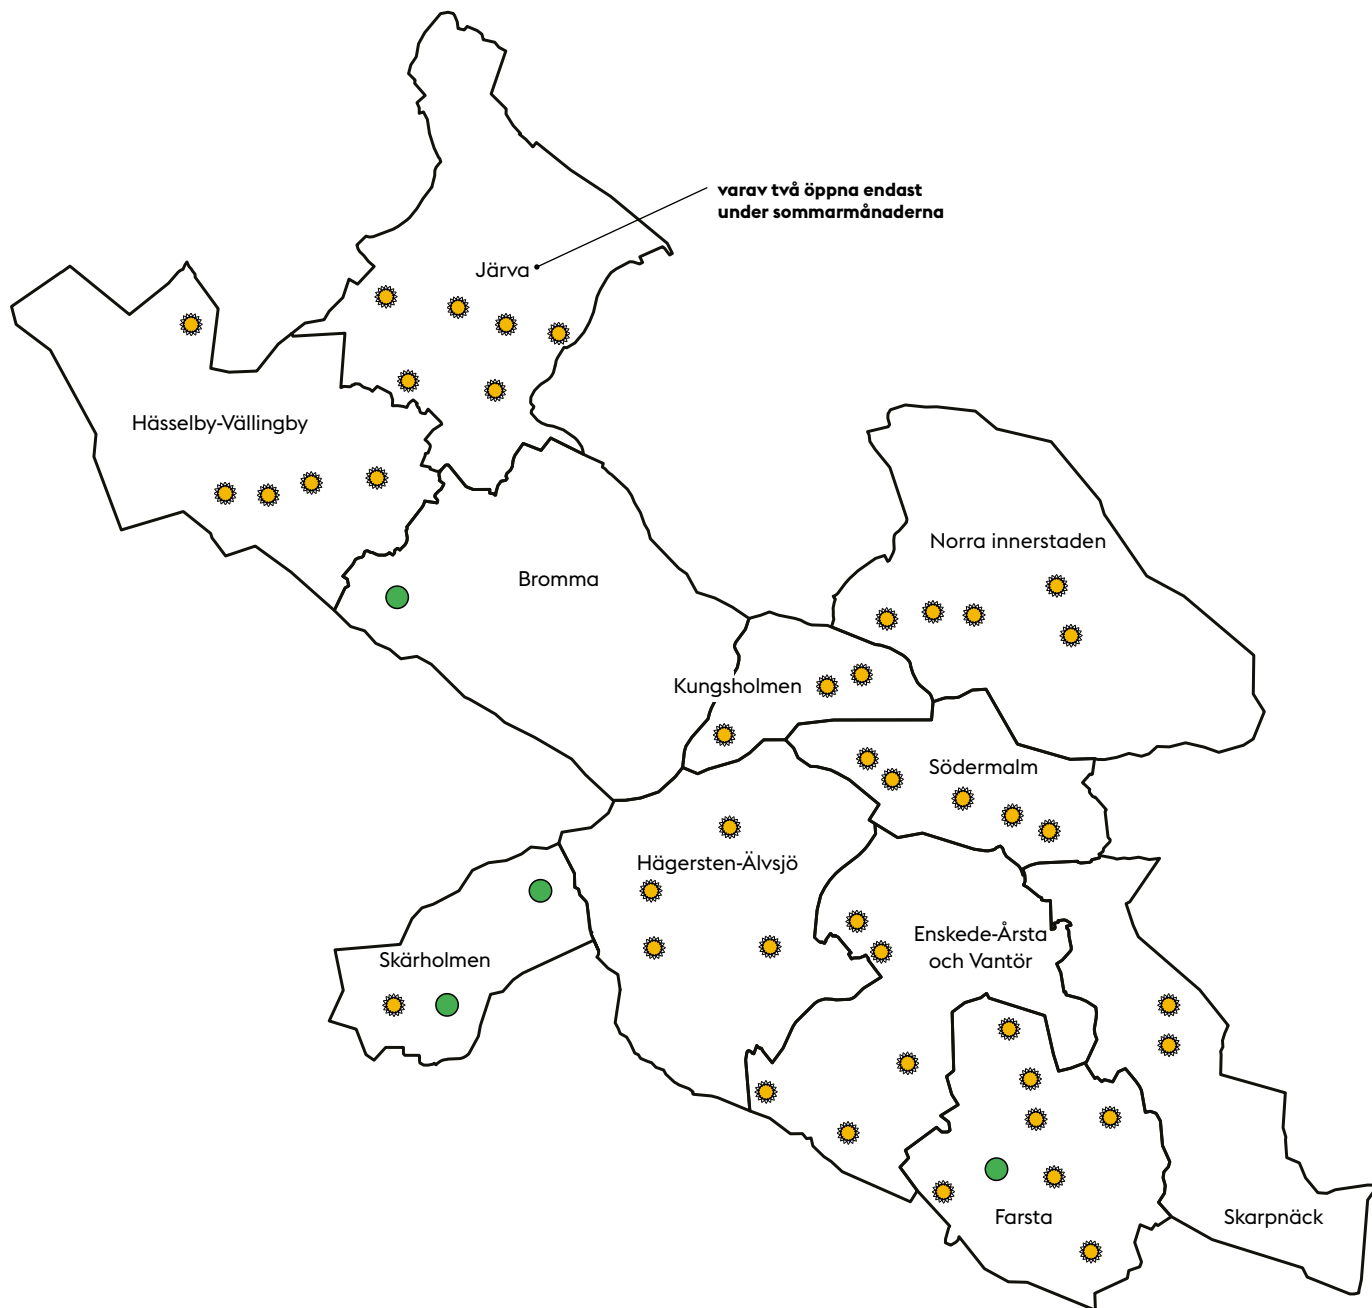 varav två öppna endast
under sommarmånaderna
Järva
Hässelby-Vällingby
Norra innerstaden
Bromma
Kungsholmen
Södermalm
Hägersten-Älvsjö
Enskede-Årsta
och Vantör
Skärholmen
Farsta
Skarpnäck